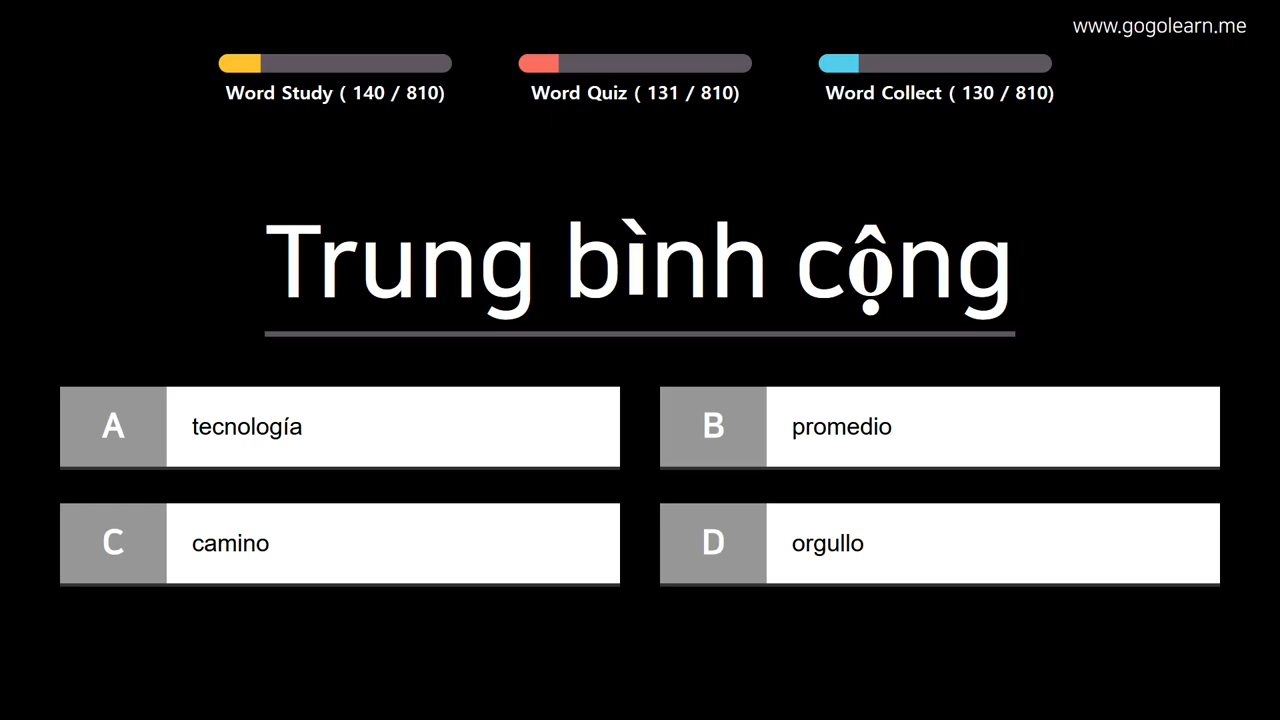 www.gogolearn.me
Word Study ( 140 / 810)
Word Quiz ( 131 / 810)
Word Collect ( 130 / 810)
Trung bình cộng
A
tecnología
B
promedio
C
camino
D
orgullo